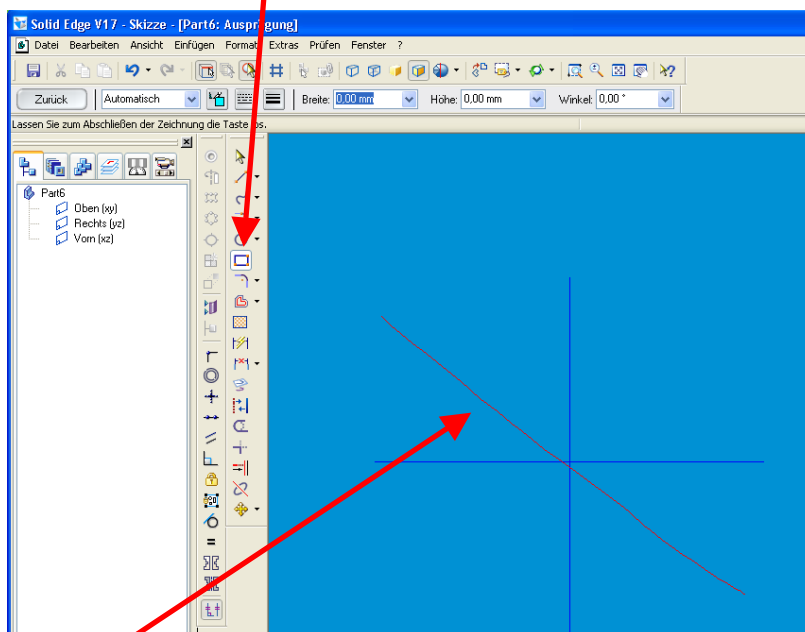 Solid Edge V17 - Skizze - [Part6: Ausprägung]
Datei Bearbeiten Ansicht Einfügen Format Extras Prüfen Fenster ?
Zurück Automatisch Breite: 0,00 mm Höhe: 0,00 mm Winkel: 0,00 °
Lassen Sie zum Abschließen der Zeichnung die Taste los.
Part6
Oben (xy)
Rechts (yz)
Vorn (xz)